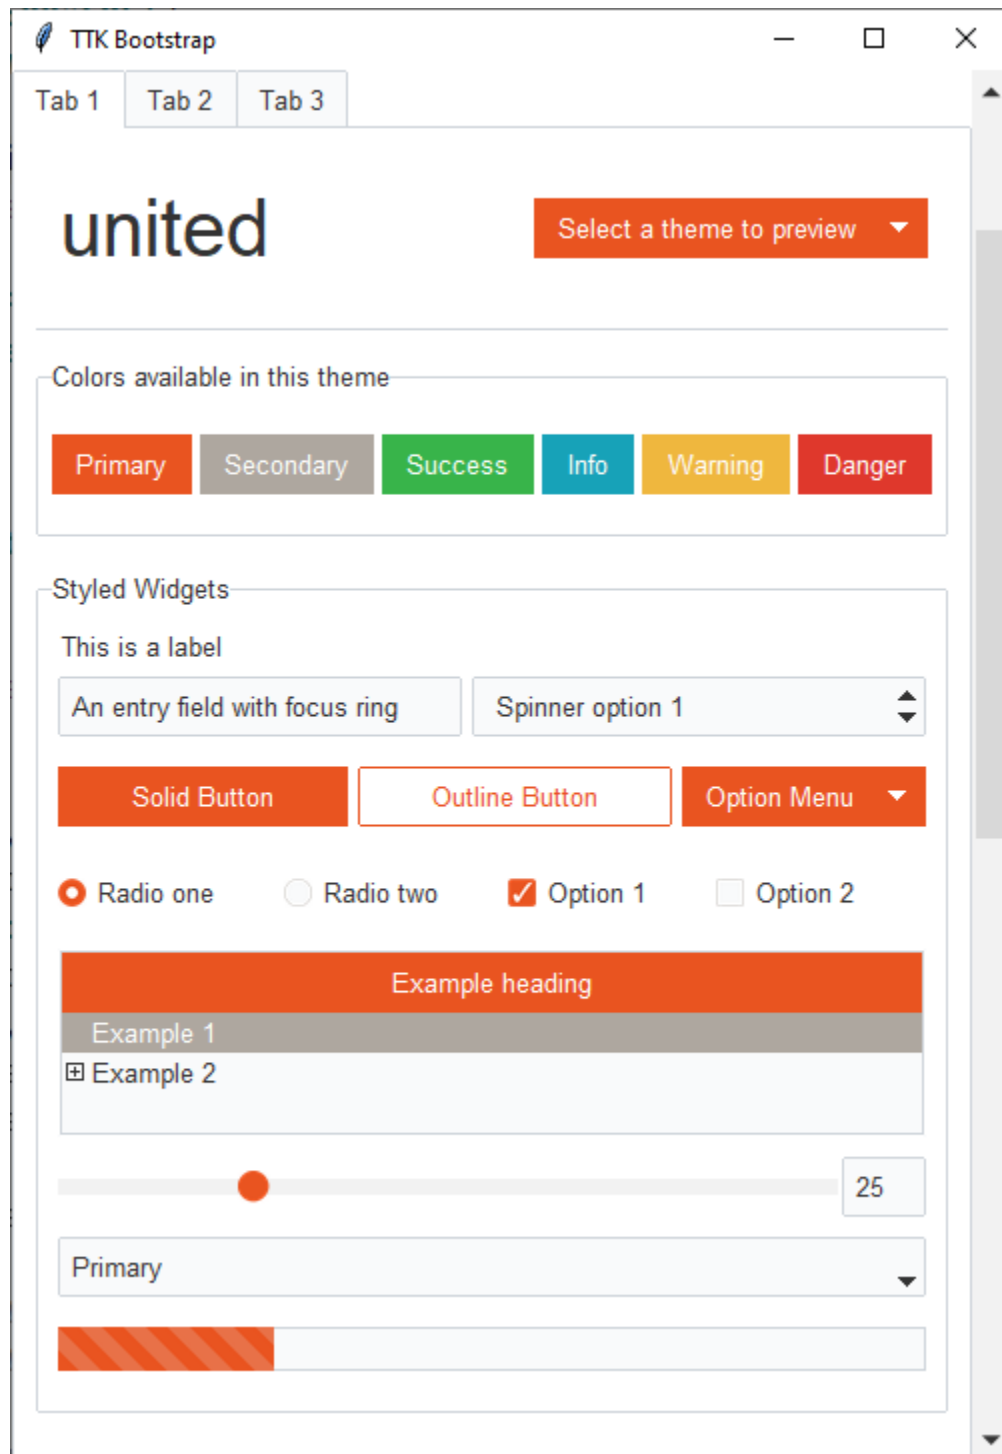 TTK Bootstrap
Tab 1 Tab 2 Tab 3
united
Select a theme to preview
Colors available in this theme
Primary Secondary Success Info Warning Danger
Styled Widgets
This is a label
An entry field with focus ring Spinner option 1
Solid Button Outline Button Option Menu
Radio one Radio two Option 1 Option 2
Example heading
Example 1
Example 2
25
Primary